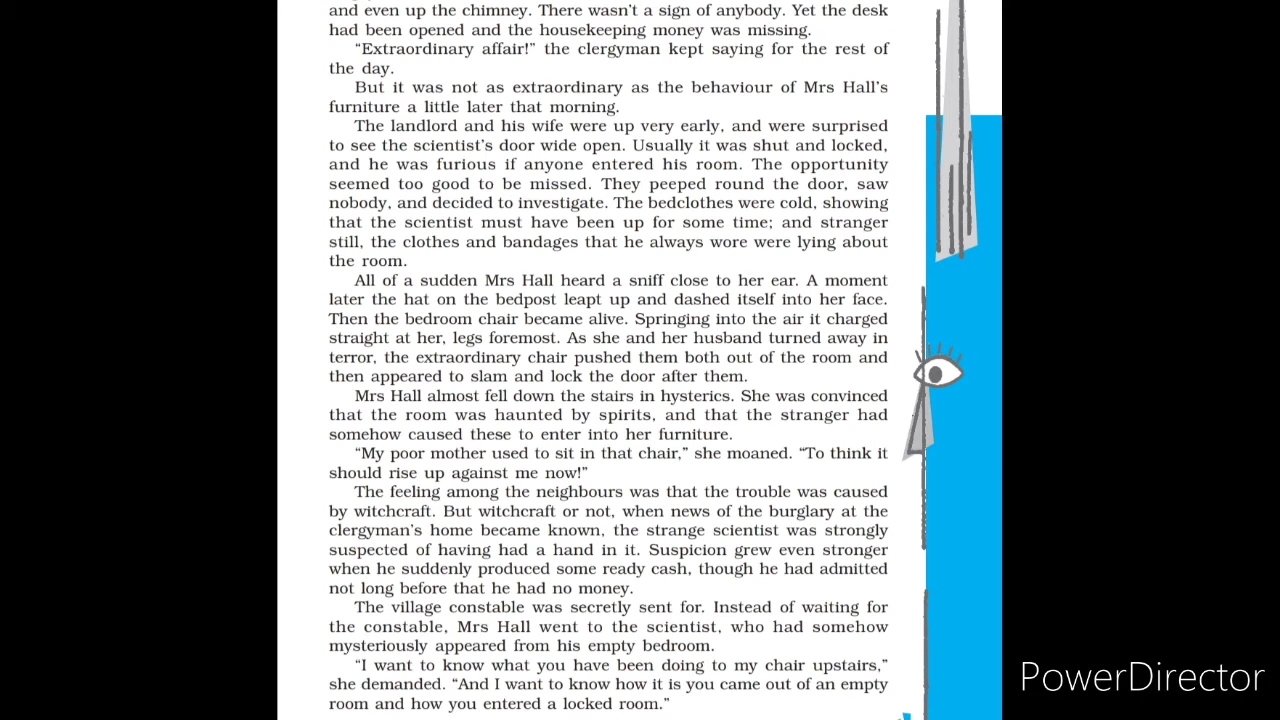 and even up the chimney. There wasn't a sign of anybody. Yet the desk
had been opened and the housekeeping money was missing.
“Extraordinary affair!” the clergyman kept saying for the rest of
the day.
But it was not as extraordinary as the behaviour of Mrs Hall's
furniture a little later that morning.
The landlord and his wife were up very early, and were surprised
to see the scientist's door wide open. Usually it was shut and locked,
and he was furious if anyone entered his room. The opportunity
seemed too good to be missed. They peeped round the door, saw
nobody, and decided to investigate. The bedclothes were cold, showing
that the scientist must have been up for some time; and stranger
still, the clothes and bandages that he always wore were lying about
the room.
All of a sudden Mrs Hall heard a sniff close to her ear. A moment
later the hat on the bedpost leapt up and dashed itself into her face.
Then the bedroom chair became alive. Springing into the air it charged
straight at her, legs foremost. As she and her husband turned away in
terror, the extraordinary chair pushed them both out of the room and
then appeared to slam and lock the door after them.
Mrs Hall almost fell down the stairs in hysterics. She was convinced
that the room was haunted by spirits, and that the stranger had
somehow caused these to enter into her furniture.
“My poor mother used to sit in that chair,” she moaned. “To think it
should rise up against me now!”
The feeling among the neighbours was that the trouble was caused
by witchcraft. But witchcraft or not, when news of the burglary at the
clergyman's home became known, the strange scientist was strongly
suspected of having had a hand in it. Suspicion grew even stronger
when he suddenly produced some ready cash, though he had admitted
not long before that he had no money.
The village constable was secretly sent for. Instead of waiting for
the constable, Mrs Hall went to the scientist, who had somehow
mysteriously appeared from his empty bedroom.
“I want to know what you have been doing to my chair upstairs,”
she demanded. “And I want to know how it is you came out of an empty
room and how you entered a locked room.”
PowerDirector